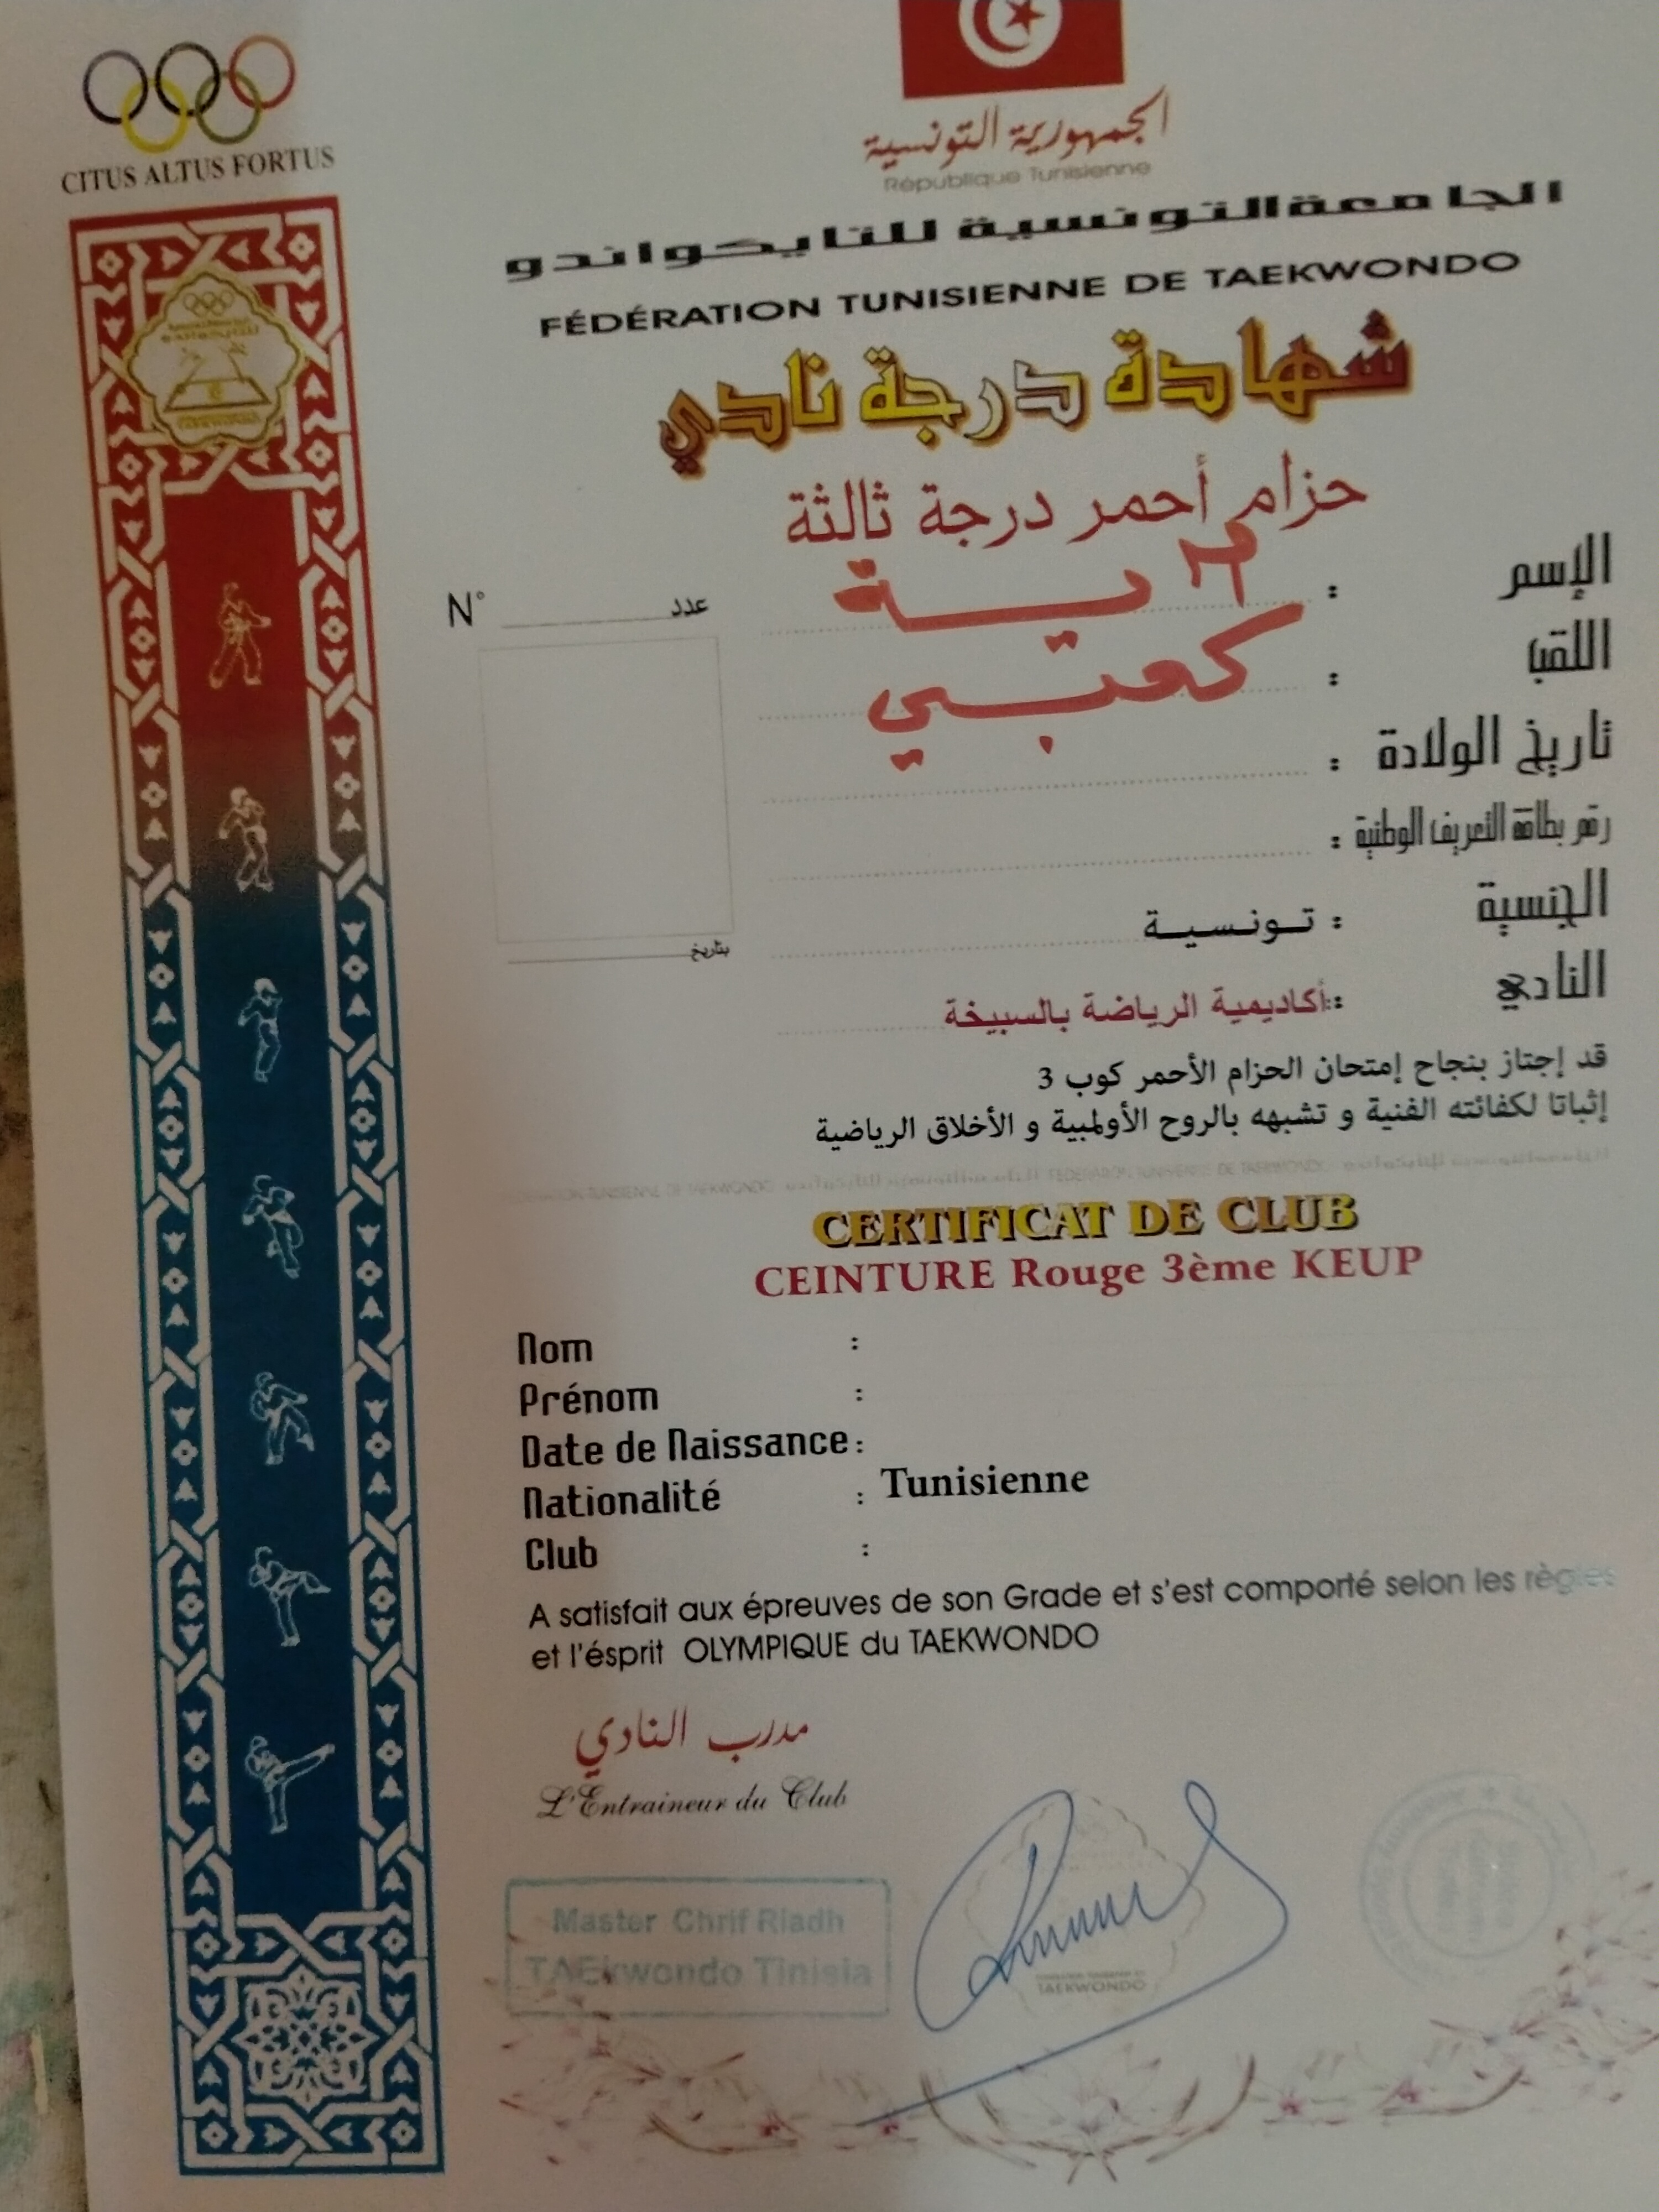 CITUS ALTUS FORTUS
الجمهورية التونسية
République Tunisienne
الجامعة التونسية للتايكواندو
FÉDÉRATION TUNISIENNE DE TAEKWONDO
شهادة درجة نادي
حزام أحمر درجة ثالثة
الإسم : آية
N° عدد
اللقب : كعبي
تاريخ الولادة :
رقم بطاقة التعريف الوطنية :
الجنسية : تـونـسـيـة
بتاريخ
النادي :: أكاديمية الرياضة بالسبيخة
قد إجتاز بنجاح إمتحان الحزام الأحمر كوب 3
إثباتا لكفائته الفنية و تشبهه بالروح الأولمبية و الأخلاق الرياضية
CERTIFICAT DE CLUB
CEINTURE Rouge 3ème KEUP
Nom :
Prénom :
Date de Naissance :
Nationalité : Tunisienne
Club :
A satisfait aux épreuves de son Grade et s'est comporté selon les règles
et l'ésprit OLYMPIQUE du TAEKWONDO
مدرب النادي
L'Entraineur du Club
Master Chrif Riadh
TAEkwondo Tinisia
TAEKWONDO